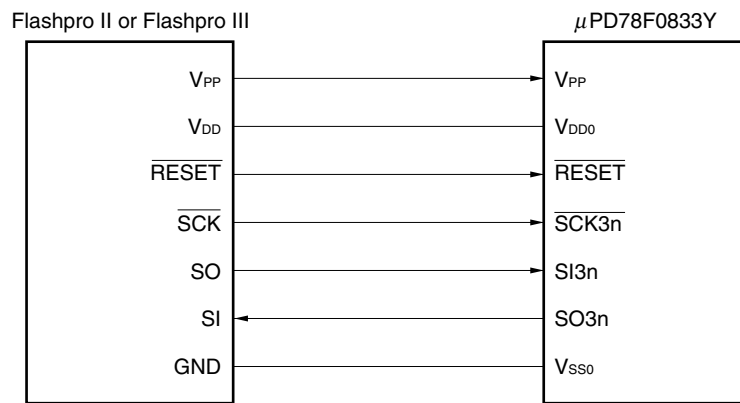 Flashpro II or Flashpro III μPD78F0833Y
VPP VPP
VDD VDD0
RESET RESET
SCK SCK3n
SO SI3n
SI SO3n
GND VSS0